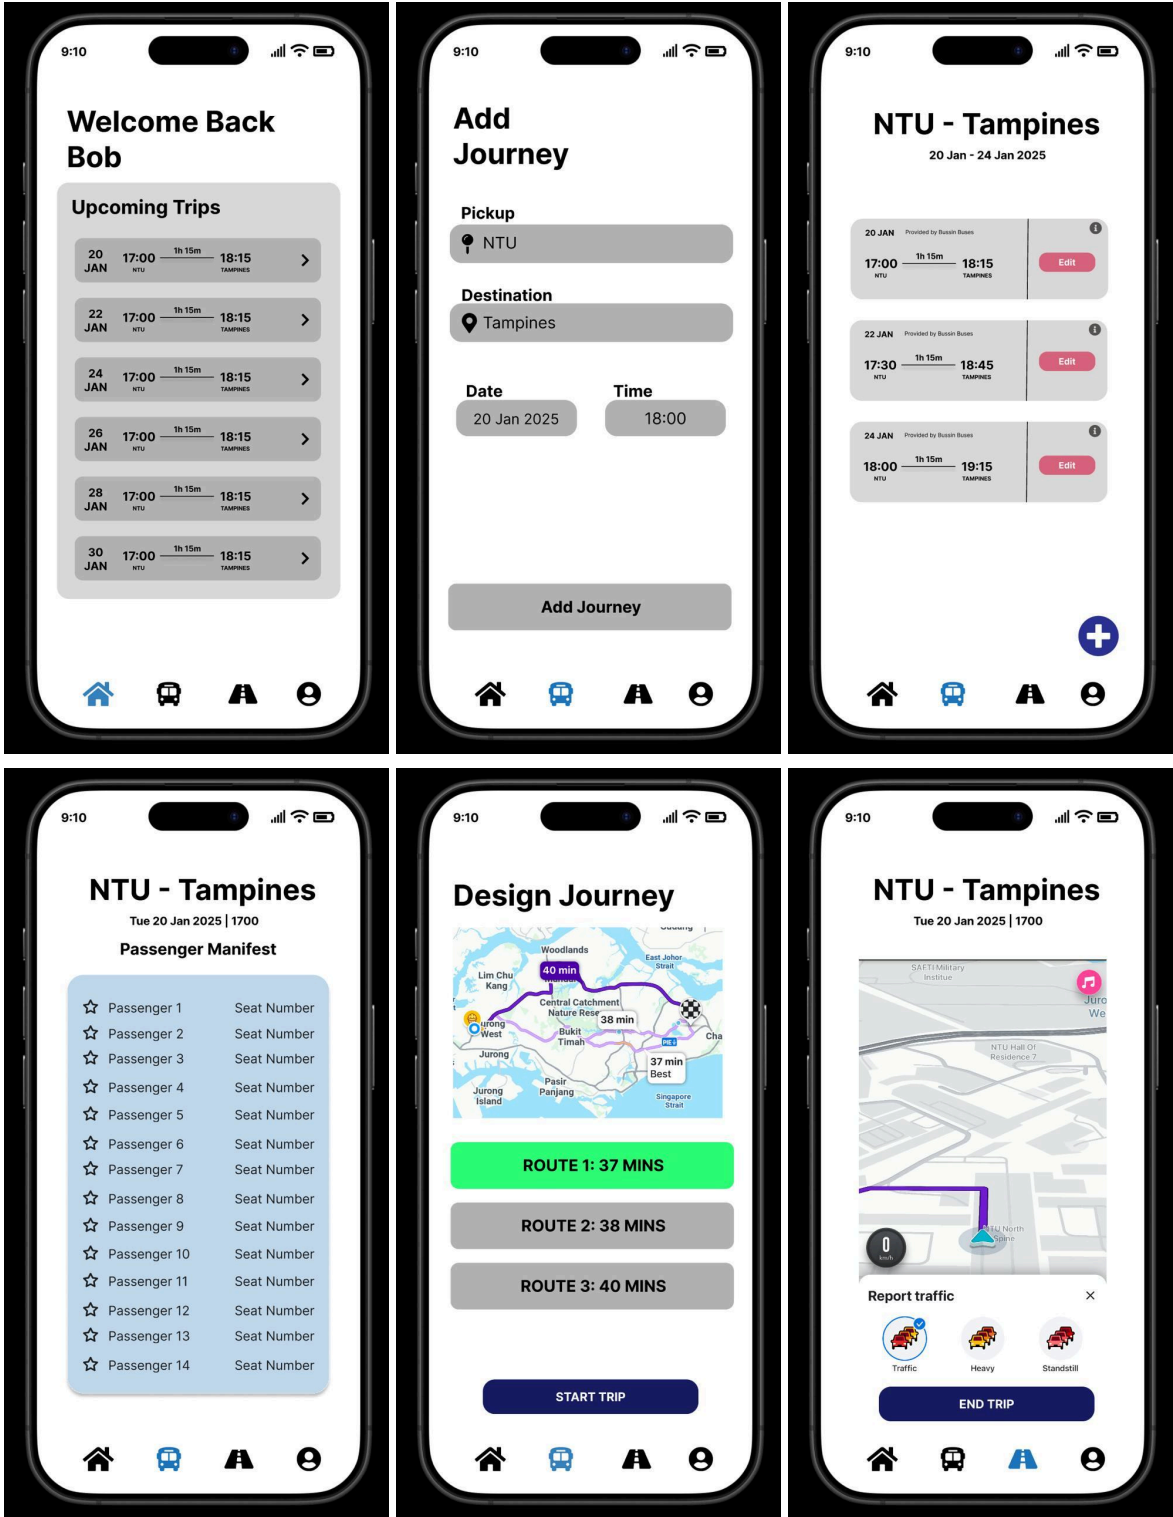 9:10
Welcome Back
Bob
Upcoming Trips
20 JAN 17:00 1h 15m 18:15
NTU TAMPINES
22 JAN 17:00 1h 15m 18:15
NTU TAMPINES
24 JAN 17:00 1h 15m 18:15
NTU TAMPINES
26 JAN 17:00 1h 15m 18:15
NTU TAMPINES
28 JAN 17:00 1h 15m 18:15
NTU TAMPINES
30 JAN 17:00 1h 15m 18:15
NTU TAMPINES
9:10
Add
Journey
Pickup
NTU
Destination
Tampines
Date Time
20 Jan 2025 18:00
Add Journey
9:10
NTU - Tampines
20 Jan - 24 Jan 2025
20 JAN Provided by Bussin Buses
17:00 1h 15m 18:15
NTU TAMPINES
Edit
22 JAN Provided by Bussin Buses
17:30 1h 15m 18:45
NTU TAMPINES
Edit
24 JAN Provided by Bussin Buses
18:00 1h 15m 19:15
NTU TAMPINES
Edit
9:10
NTU - Tampines
Tue 20 Jan 2025 | 1700
Passenger Manifest
Passenger 1 Seat Number
Passenger 2 Seat Number
Passenger 3 Seat Number
Passenger 4 Seat Number
Passenger 5 Seat Number
Passenger 6 Seat Number
Passenger 7 Seat Number
Passenger 8 Seat Number
Passenger 9 Seat Number
Passenger 10 Seat Number
Passenger 11 Seat Number
Passenger 12 Seat Number
Passenger 13 Seat Number
Passenger 14 Seat Number
9:10
Design Journey
Woodlands
East Johor
Strait
40 min
Lim Chu
Kang
Central Catchment
Nature Rese
38 min
Jurong
West
Bukit
Timah
PIE
Cha
Jurong
37 min
Best
Pasir
Panjang
Jurong
Island
Singapore
Strait
ROUTE 1: 37 MINS
ROUTE 2: 38 MINS
ROUTE 3: 40 MINS
START TRIP
9:10
NTU - Tampines
Tue 20 Jan 2025 | 1700
SAFTI Military
Institue
Juro
We
NTU Hall Of
Residence 7
NTU North
Spine
0
km/h
Report traffic
Traffic Heavy Standstill
END TRIP